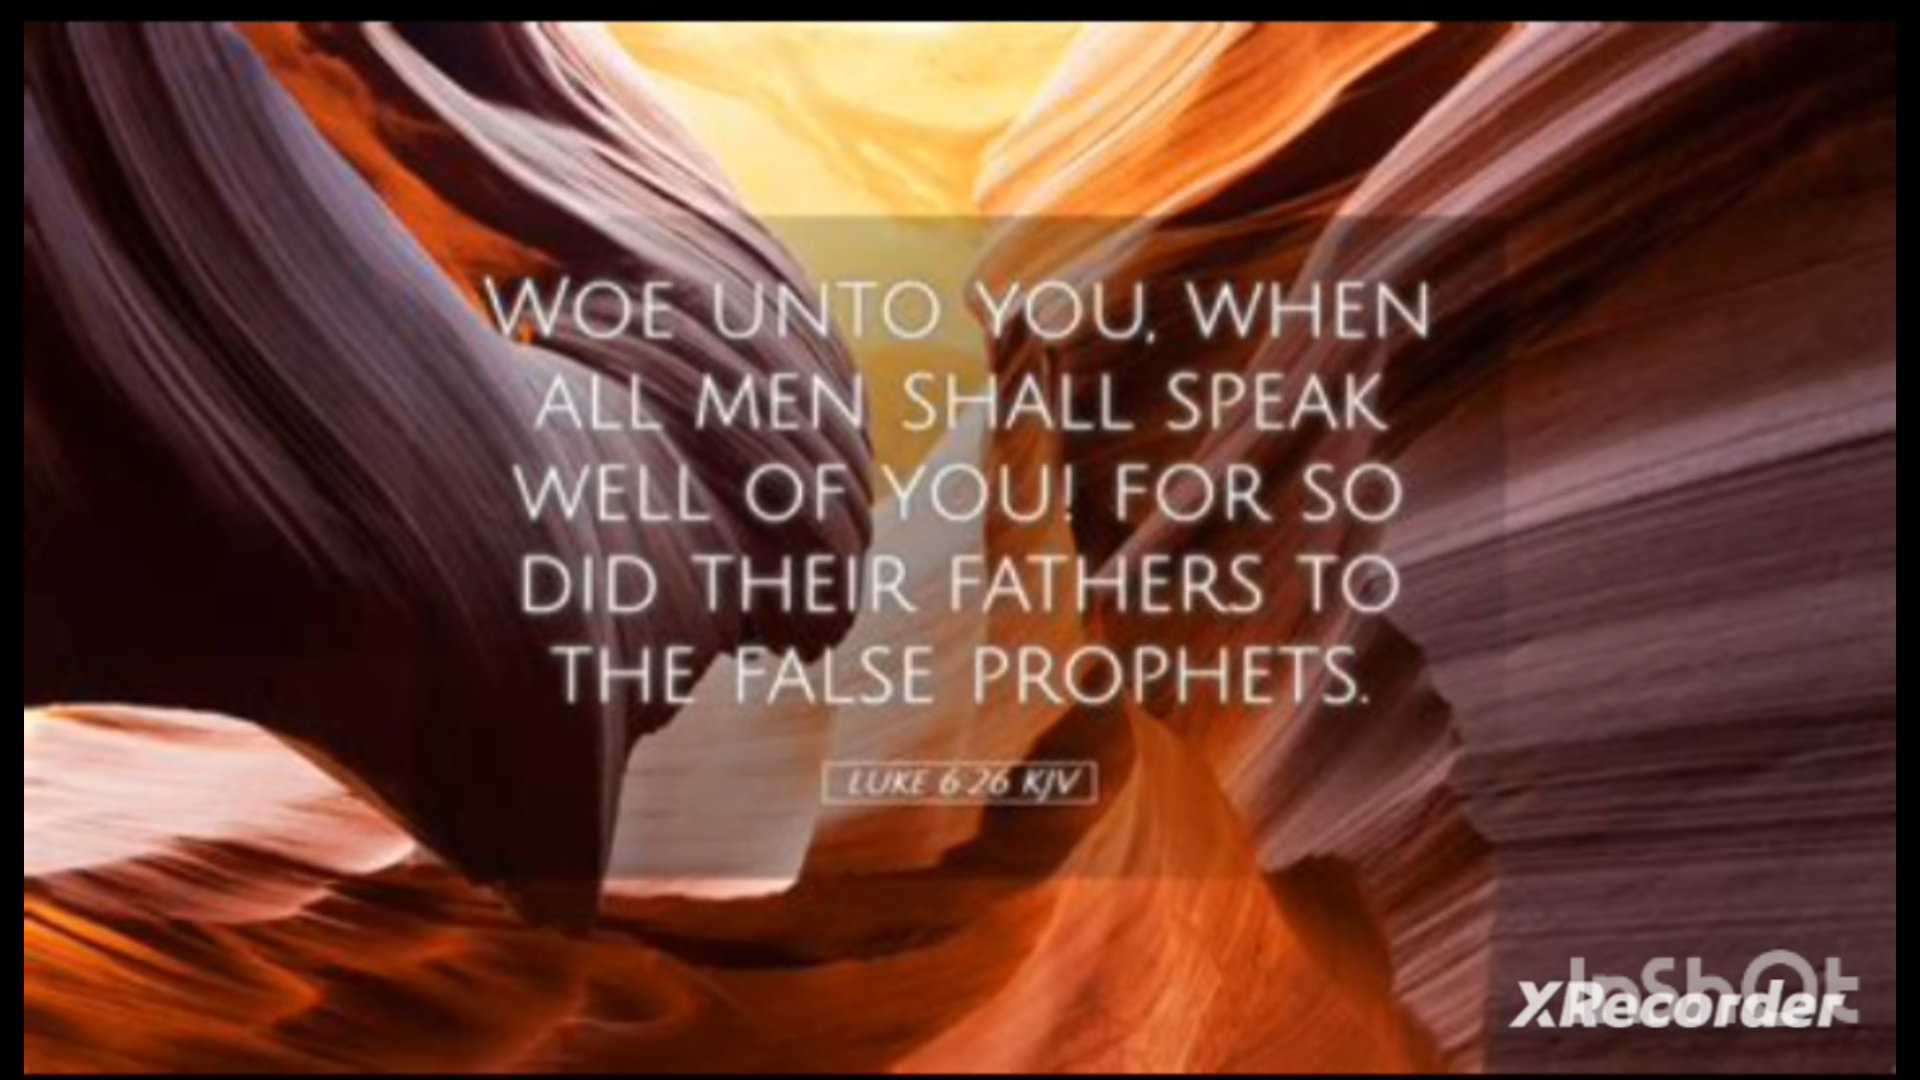 WOE UNTO YOU, WHEN
ALL MEN SHALL SPEAK
WELL OF YOU! FOR SO
DID THEIR FATHERS TO
THE FALSE PROPHETS.
LUKE 6:26 KJV
InShOt
XRecorder